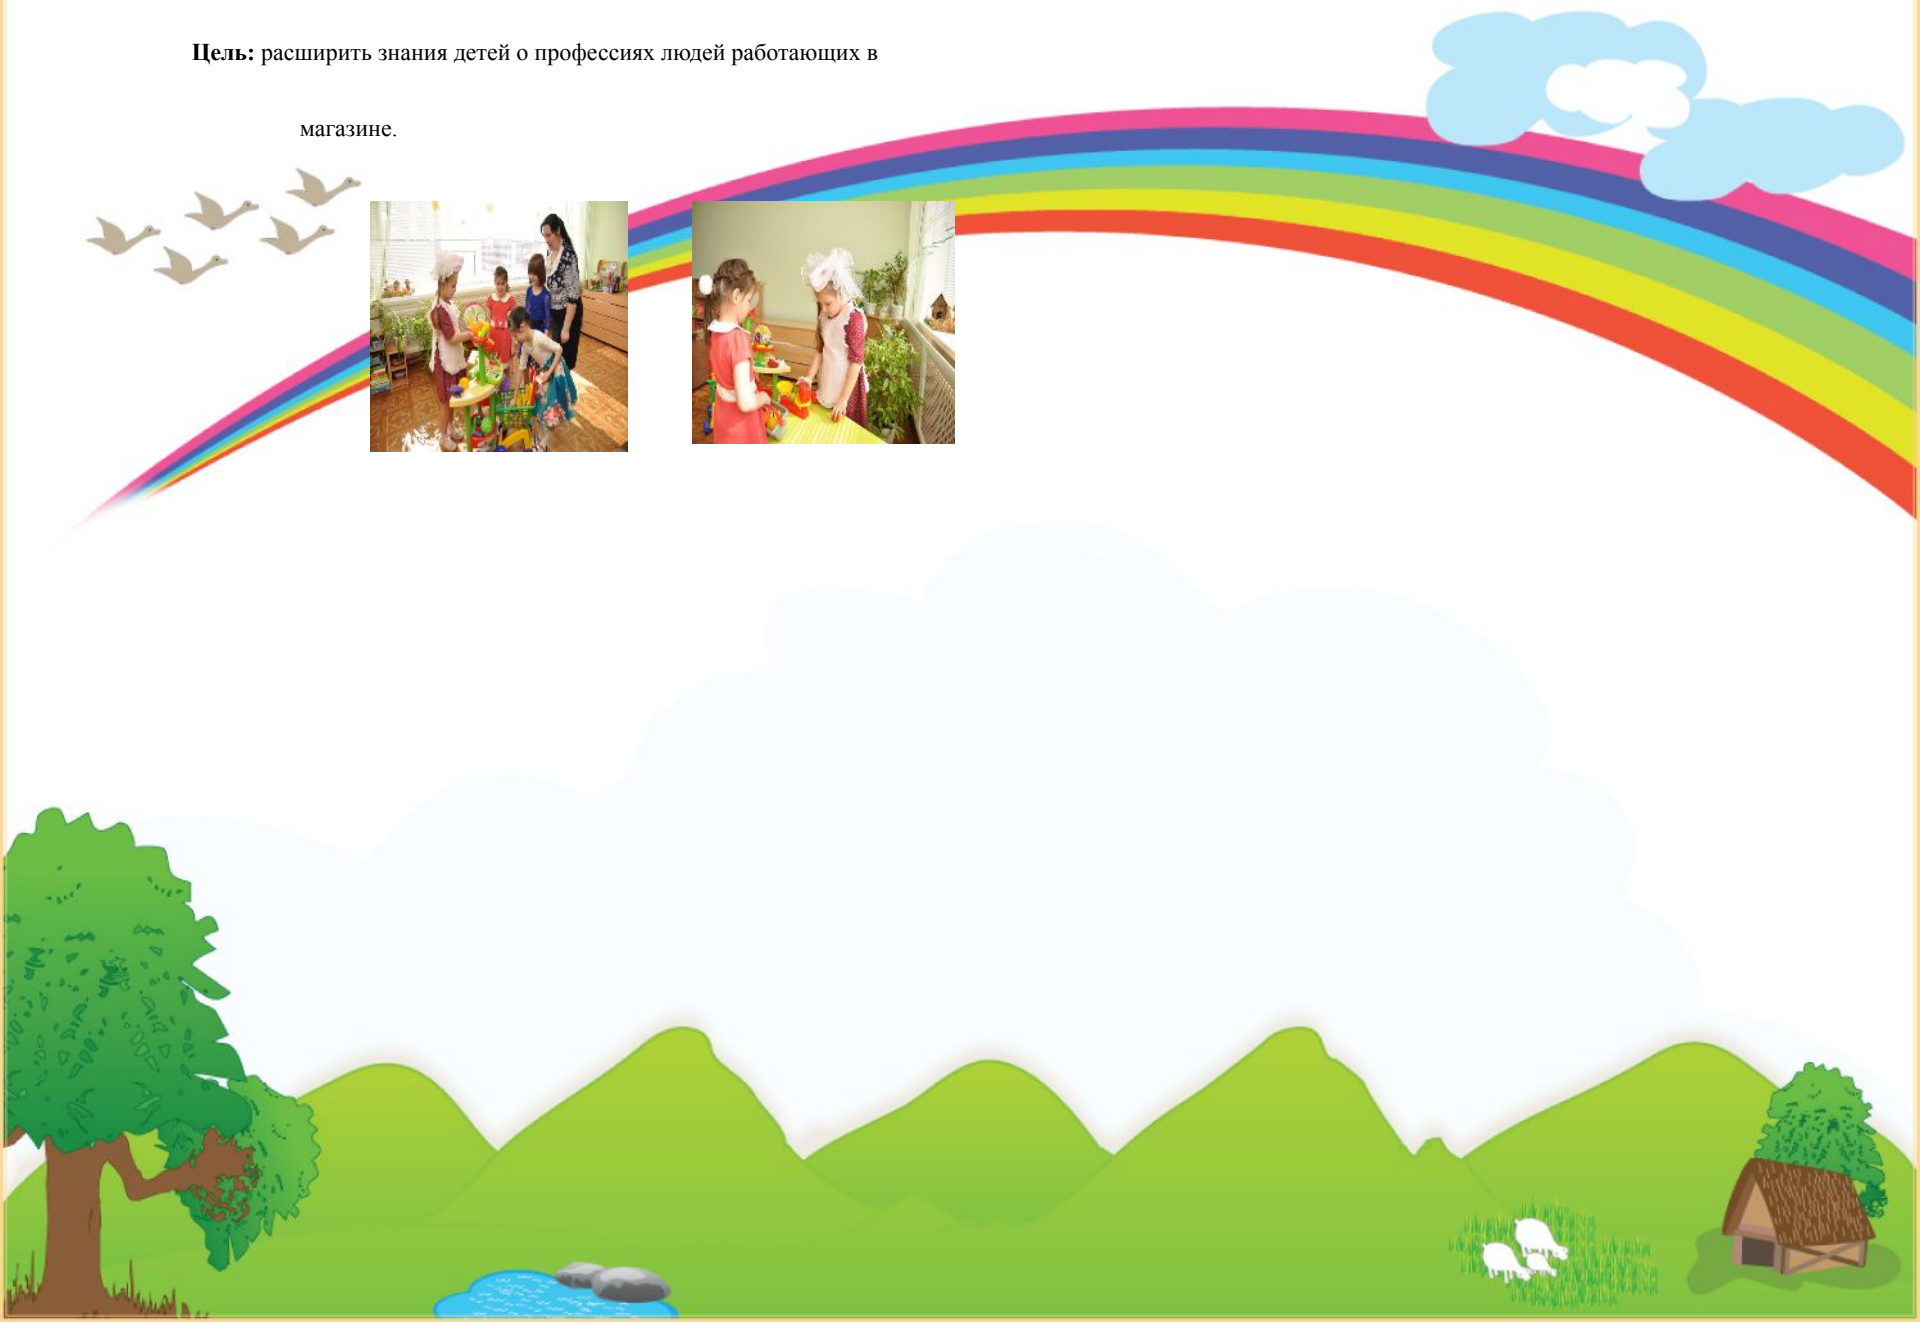 Цель: расширить знания детей о профессиях людей работающих в
магазине.